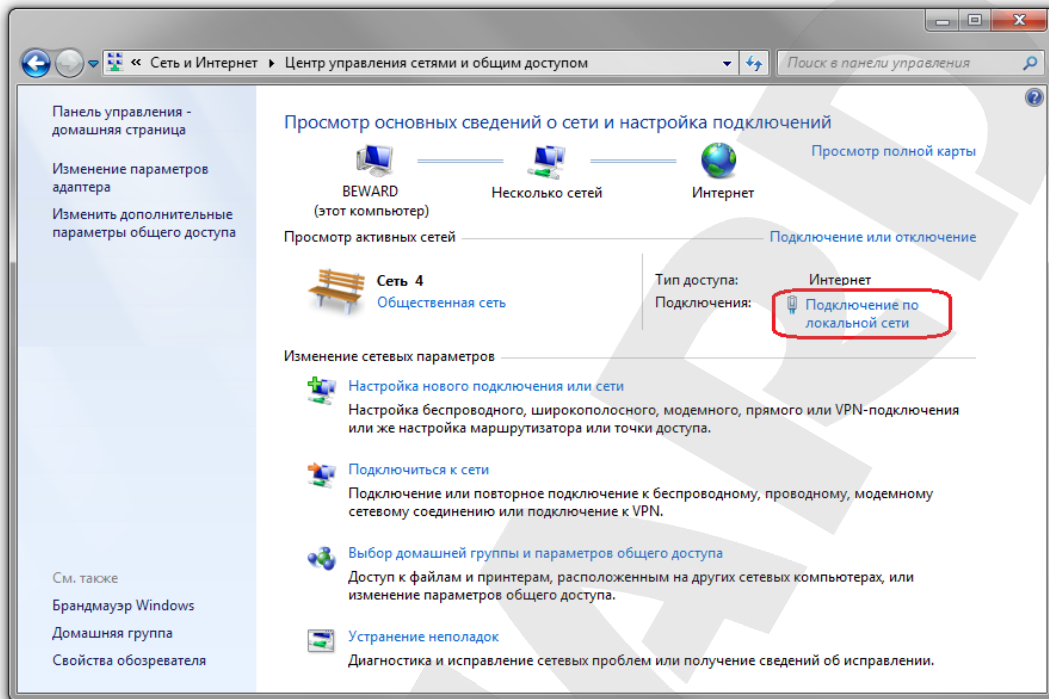 « Сеть и Интернет ▸ Центр управления сетями и общим доступом
Поиск в панели управления
Панель управления -
домашняя страница
Изменение параметров
адаптера
Изменить дополнительные
параметры общего доступа
Просмотр основных сведений о сети и настройка подключений
Просмотр полной карты
BEWARD
(этот компьютер)
Несколько сетей
Интернет
Просмотр активных сетей
Подключение или отключение
Сеть 4
Общественная сеть
Тип доступа: Интернет
Подключения: Подключение по
локальной сети
Изменение сетевых параметров
Настройка нового подключения или сети
Настройка беспроводного, широкополосного, модемного, прямого или VPN-подключения
или же настройка маршрутизатора или точки доступа.
Подключиться к сети
Подключение или повторное подключение к беспроводному, проводному, модемному
сетевому соединению или подключение к VPN.
Выбор домашней группы и параметров общего доступа
Доступ к файлам и принтерам, расположенным на других сетевых компьютерах, или
изменение параметров общего доступа.
Устранение неполадок
Диагностика и исправление сетевых проблем или получение сведений об исправлении.
См. также
Брандмауэр Windows
Домашняя группа
Свойства обозревателя